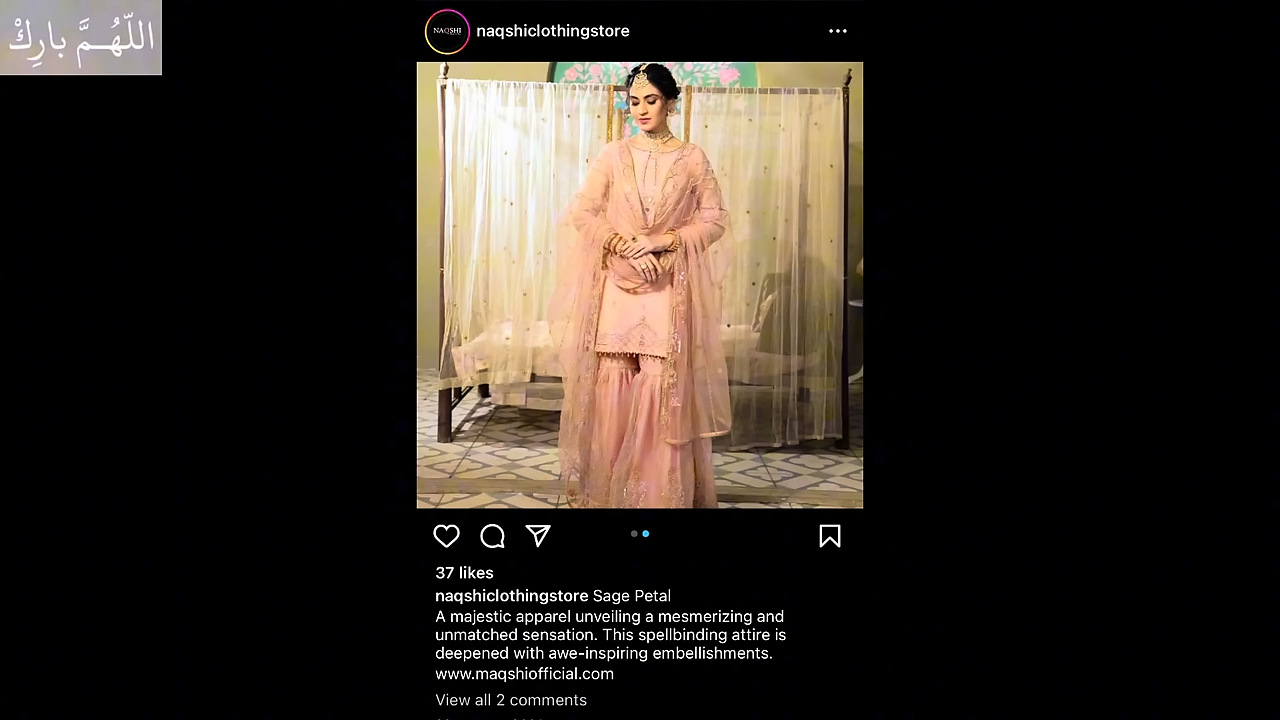 اللّهُمَّ بارِكْ
NAQSHI
naqshiclothingstore
37 likes
naqshiclothingstore Sage Petal
A majestic apparel unveiling a mesmerizing and
unmatched sensation. This spellbinding attire is
deepened with awe-inspiring embellishments.
www.maqshiofficial.com
View all 2 comments